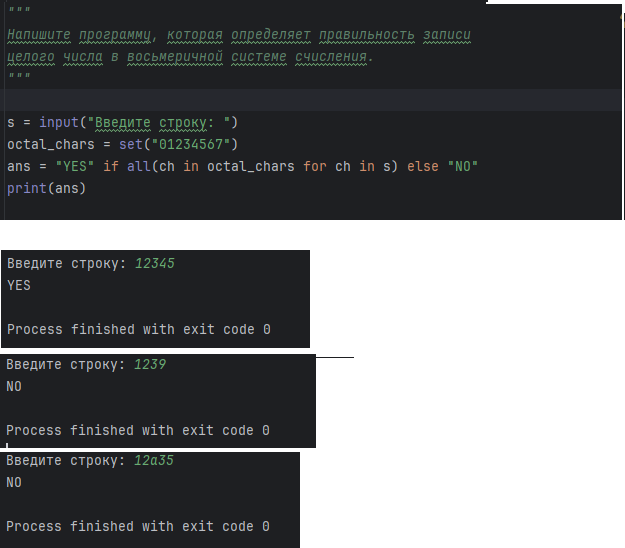 """
Напишите программу, которая определяет правильность записи
целого числа в восьмеричной системе счисления.
"""
s = input("Введите строку: ")
octal_chars = set("01234567")
ans = "YES" if all(ch in octal_chars for ch in s) else "NO"
print(ans)
Введите строку: 12345
YES
Process finished with exit code 0
Введите строку: 1239
NO
Process finished with exit code 0
Введите строку: 12a35
NO
Process finished with exit code 0